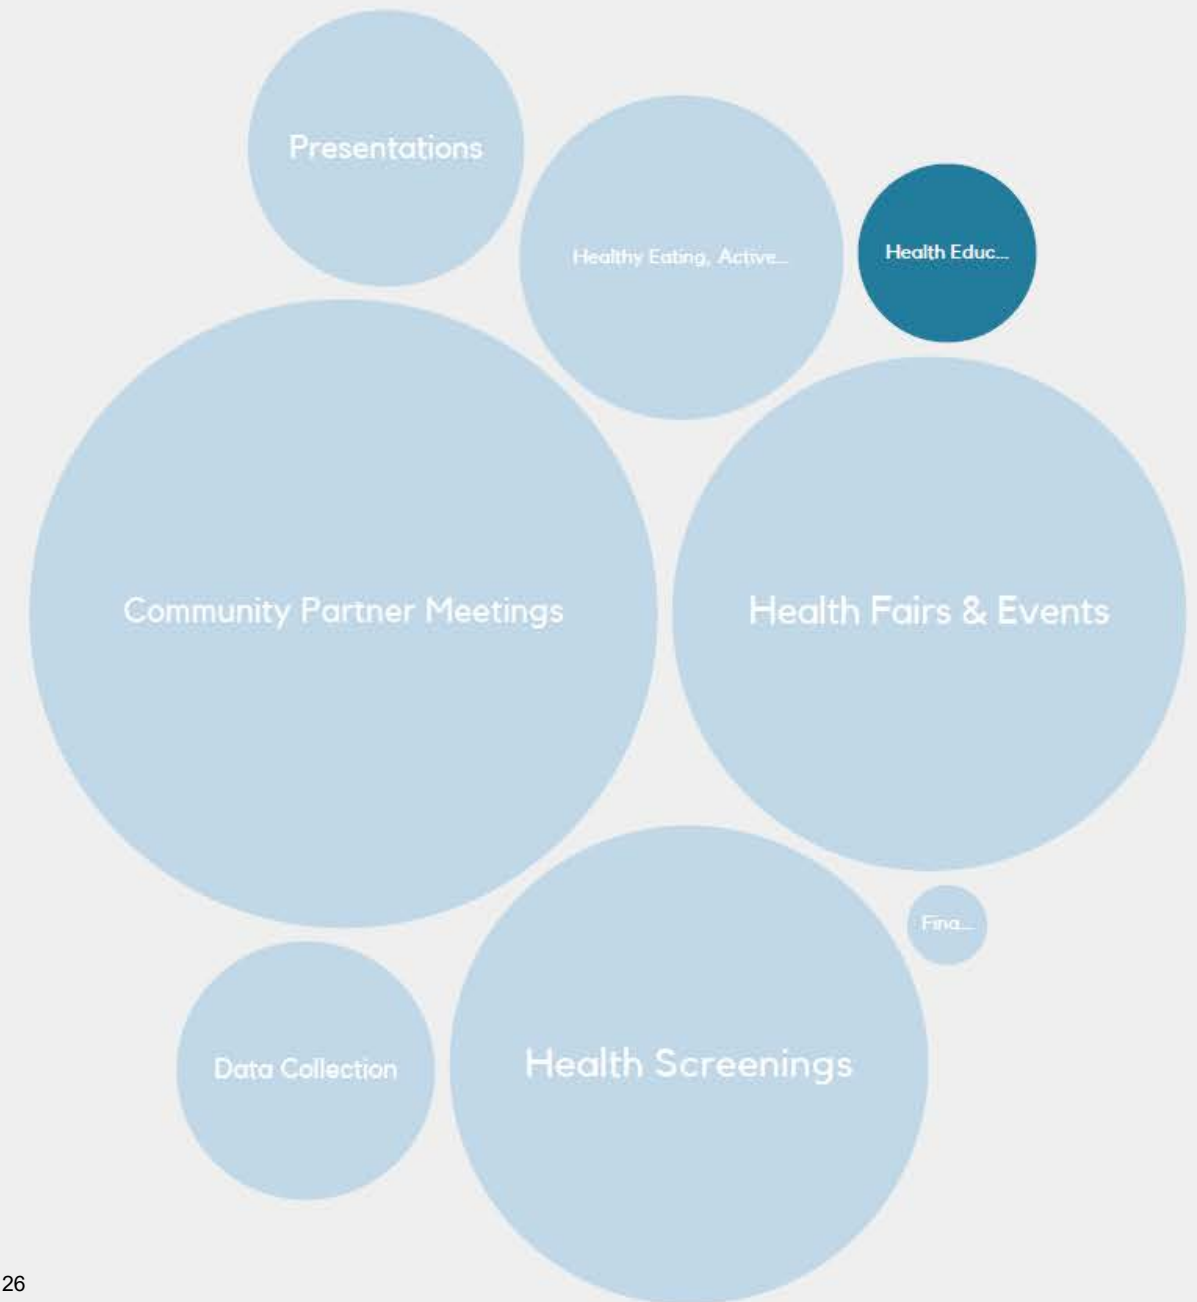 Presentations
Healthy Eating, Active...
Health Educ...
Community Partner Meetings
Health Fairs & Events
Fina...
Data Collection
Health Screenings
26